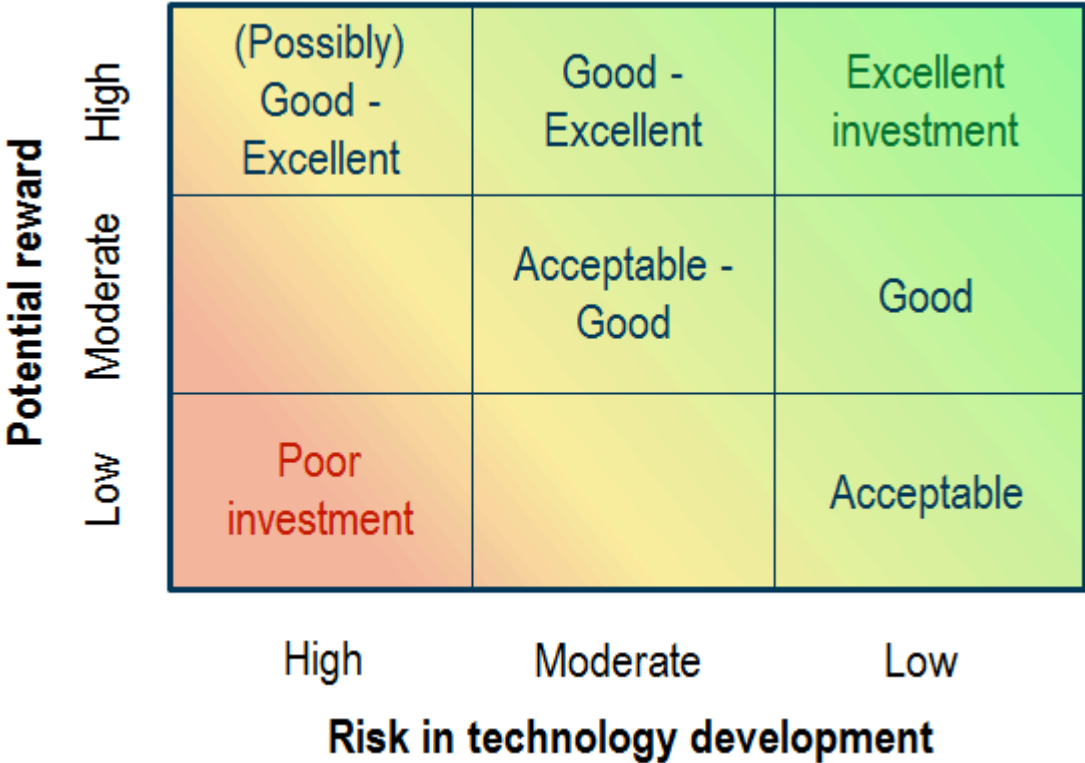 Potential reward
High
(Possibly)
Good -
Excellent
Good -
Excellent
Excellent
investment
Moderate
Acceptable -
Good
Good
Low
Poor
investment
Acceptable
High
Moderate
Low
Risk in technology development